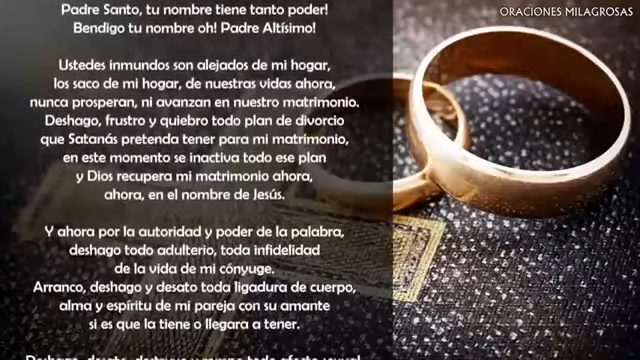 Padre Santo, tu nombre tiene tanto poder!
ORACIONES MILAGROSAS
Bendigo tu nombre oh! Padre Altísimo!
Ustedes inmundos son alejados de mi hogar,
los saco de mi hogar, de nuestras vidas ahora,
nunca prosperan, ni avanzan en nuestro matrimonio.
Deshago, frustro y quiebro todo plan de divorcio
que Satanás pretenda tener para mi matrimonio,
en este momento se inactiva todo ese plan
y Dios recupera mi matrimonio ahora,
ahora, en el nombre de Jesús.
Y ahora por la autoridad y poder de la palabra,
deshago todo adulterio, toda infidelidad
de la vida de mi cónyuge.
Arranco, deshago y desato toda ligadura de cuerpo,
alma y espíritu de mi pareja con su amante
si es que la tiene o llegara a tener.